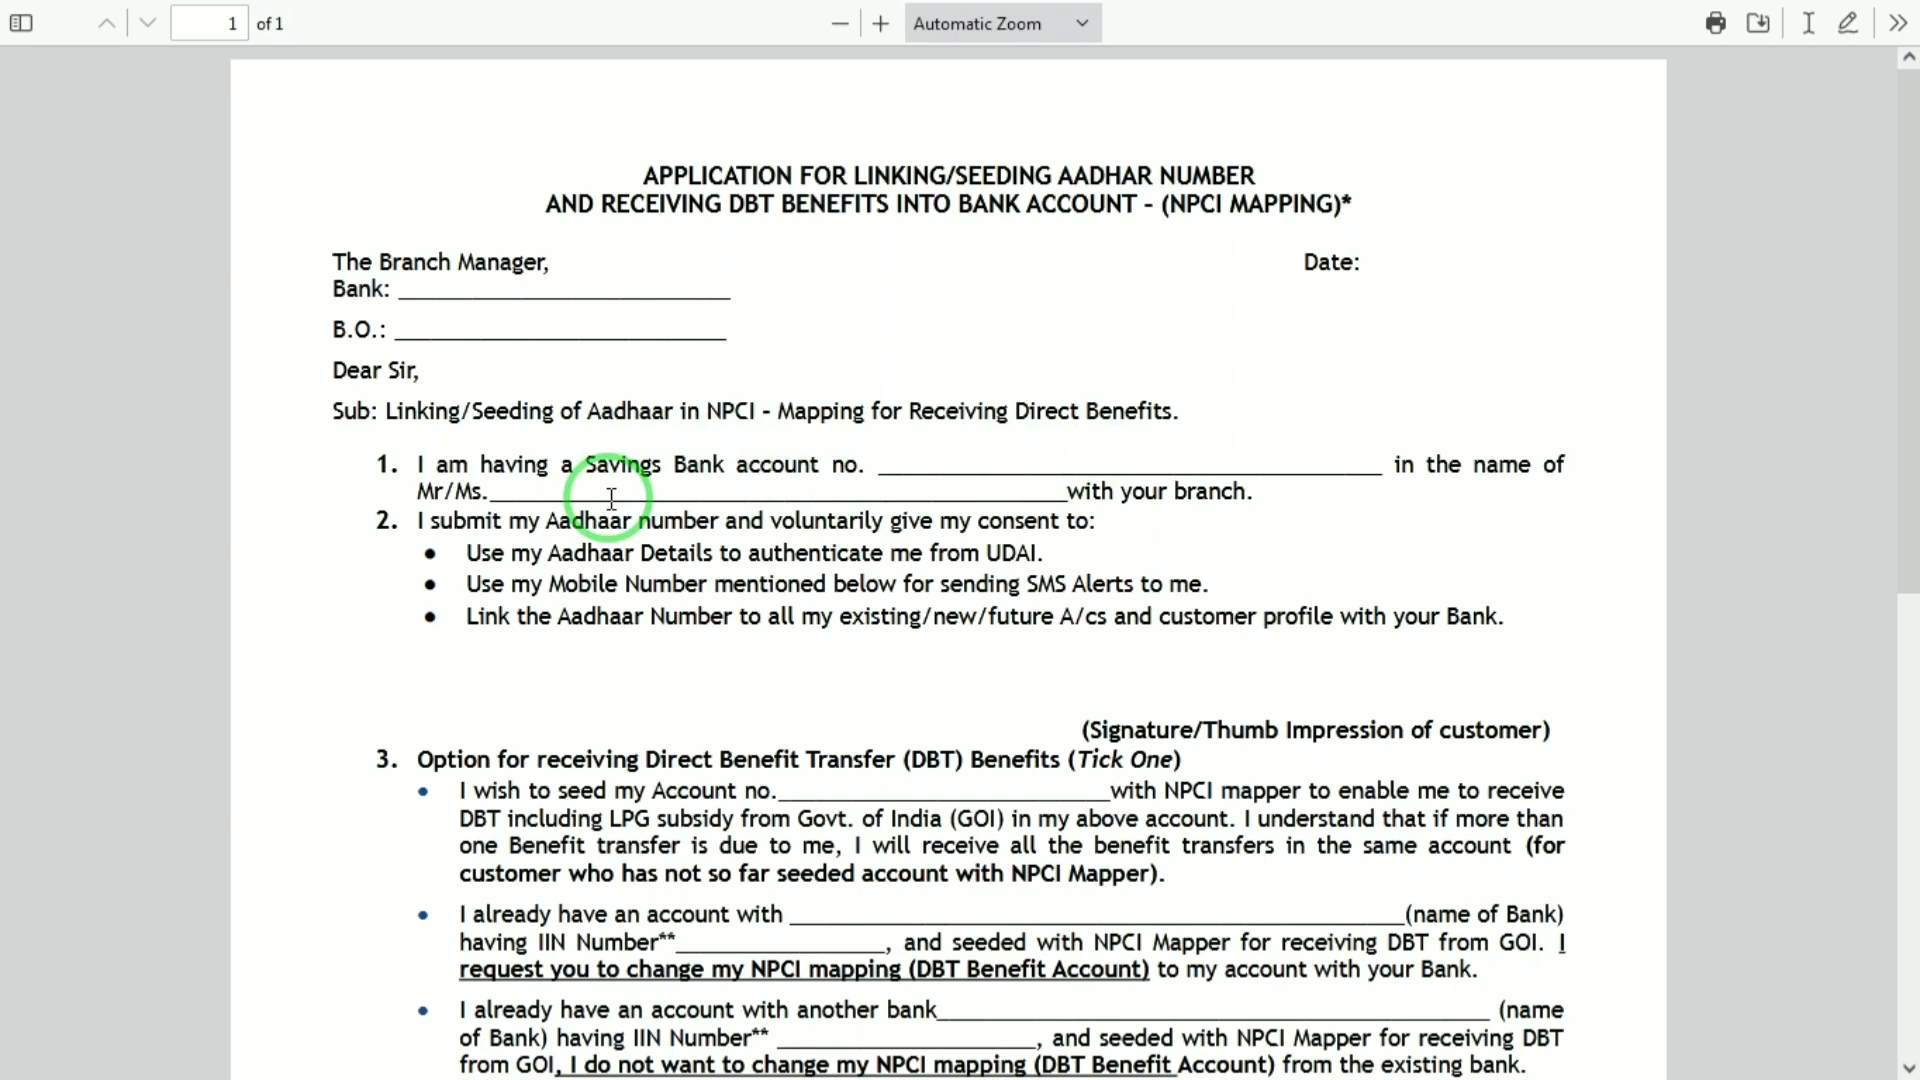 1 of 1
Automatic Zoom
APPLICATION FOR LINKING/SEEDING AADHAR NUMBER
AND RECEIVING DBT BENEFITS INTO BANK ACCOUNT – (NPCI MAPPING)*
The Branch Manager, Date:
Bank: ___________________________
B.O.: ___________________________
Dear Sir,
Sub: Linking/Seeding of Aadhaar in NPCI – Mapping for Receiving Direct Benefits.
1. I am having a Savings Bank account no. _________________________________________ in the name of
Mr/Ms._______________________________________________with your branch.
2. I submit my Aadhaar number and voluntarily give my consent to:
● Use my Aadhaar Details to authenticate me from UDAI.
● Use my Mobile Number mentioned below for sending SMS Alerts to me.
● Link the Aadhaar Number to all my existing/new/future A/cs and customer profile with your Bank.
(Signature/Thumb Impression of customer)
3. Option for receiving Direct Benefit Transfer (DBT) Benefits (Tick One)
• I wish to seed my Account no.___________________________with NPCI mapper to enable me to receive
DBT including LPG subsidy from Govt. of India (GOI) in my above account. I understand that if more than
one Benefit transfer is due to me, I will receive all the benefit transfers in the same account (for
customer who has not so far seeded account with NPCI Mapper).
• I already have an account with __________________________________________________(name of Bank)
having IIN Number**_________________, and seeded with NPCI Mapper for receiving DBT from GOI. I
request you to change my NPCI mapping (DBT Benefit Account) to my account with your Bank.
• I already have an account with another bank_____________________________________________ (name
of Bank) having IIN Number** _____________________, and seeded with NPCI Mapper for receiving DBT
from GOI, I do not want to change my NPCI mapping (DBT Benefit Account) from the existing bank.